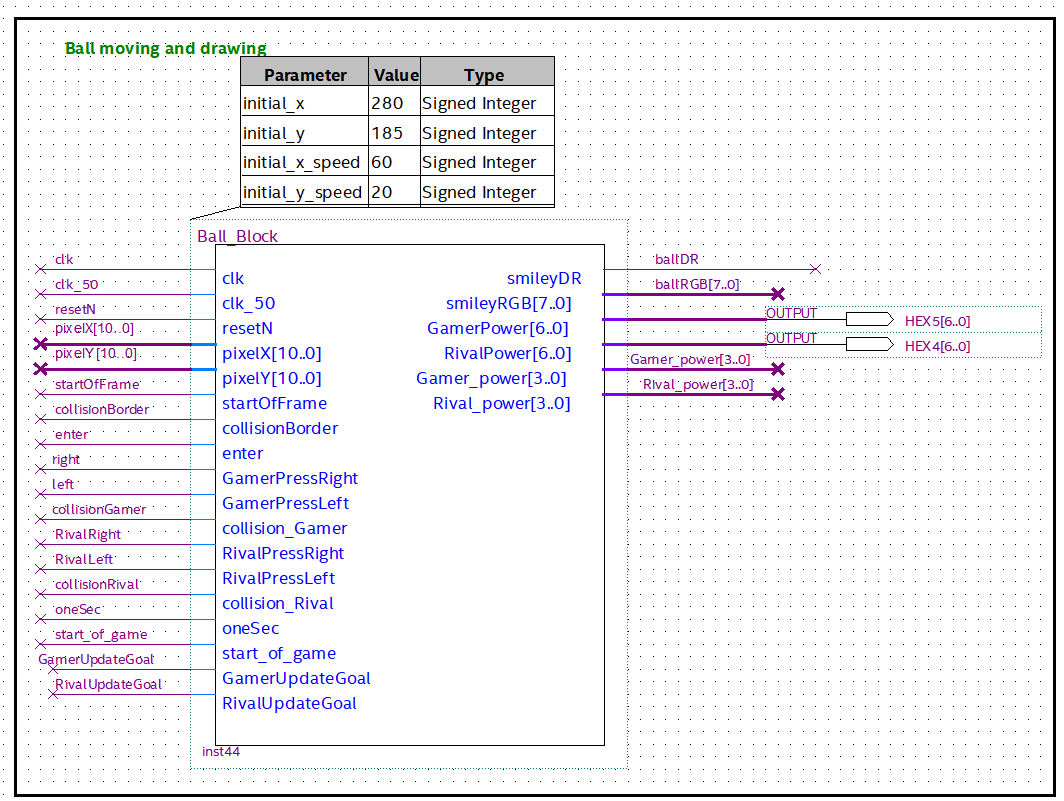 Ball moving and drawing
Parameter Value Type
initial_x 280 Signed Integer
initial_y 185 Signed Integer
initial_x_speed 60 Signed Integer
initial_y_speed 20 Signed Integer
Ball_Block
clk
clk_50
resetN
pixelX[10..0]
pixelY[10..0]
startOfFrame
collisionBorder
enter
right
left
collisionGamer
RivalRight
RivalLeft
collisionRival
oneSec
start_of_game
GamerUpdateGoal
RivalUpdateGoal
clk
clk_50
resetN
pixelX[10..0]
pixelY[10..0]
startOfFrame
collisionBorder
enter
GamerPressRight
GamerPressLeft
collision_Gamer
RivalPressRight
RivalPressLeft
collision_Rival
oneSec
start_of_game
GamerUpdateGoal
RivalUpdateGoal
smileyDR
smileyRGB[7..0]
GamerPower[6..0]
RivalPower[6..0]
Gamer_power[3..0]
Rival_power[3..0]
ballDR
ballRGB[7..0]
OUTPUT HEX5[6..0]
OUTPUT HEX4[6..0]
Gamer_power[3..0]
Rival_power[3..0]
inst44